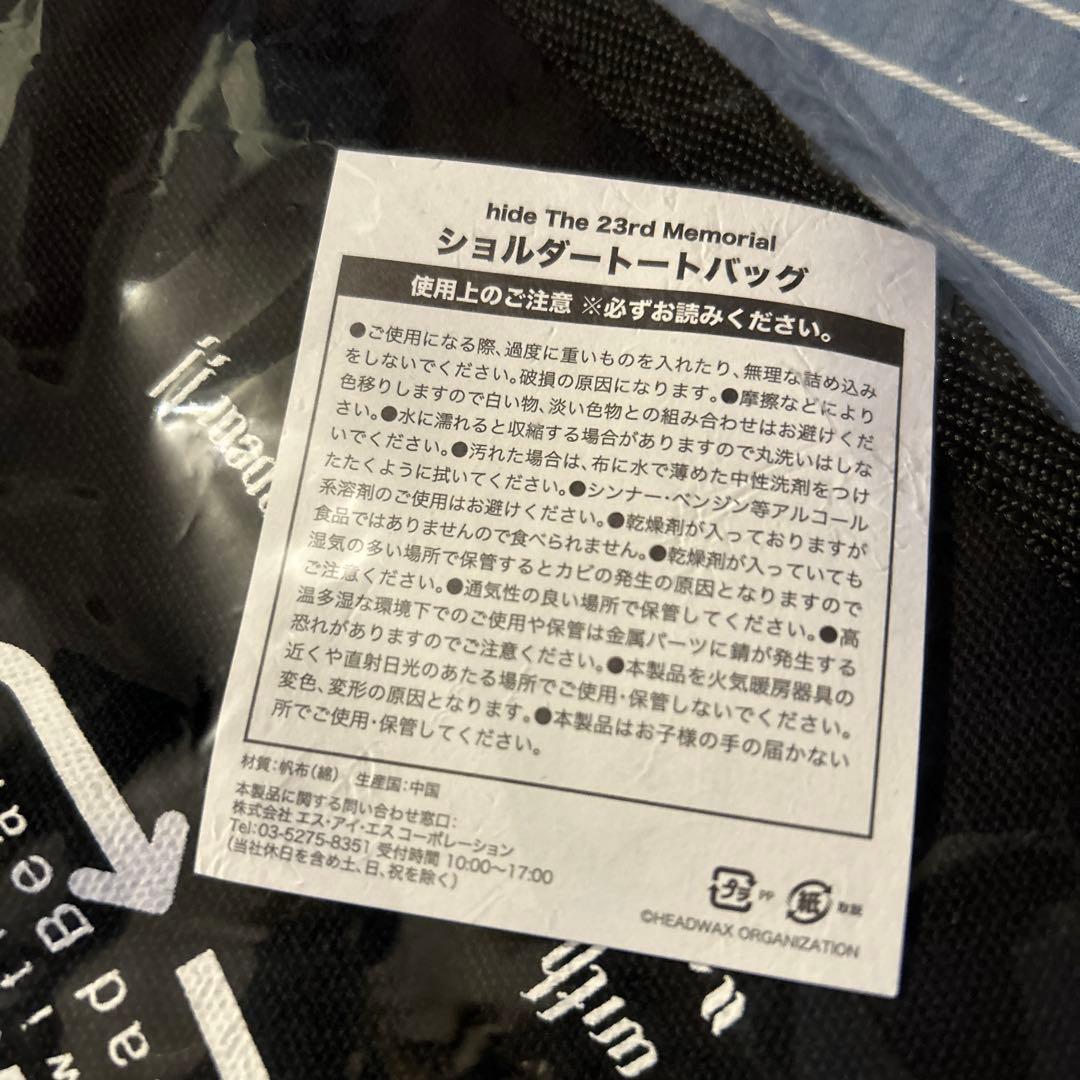 hide The 23rd Memorial
ショルダートートバッグ
使用上のご注意 ※必ずお読みください。
●ご使用になる際、過度に重いものを入れたり、無理な詰め込み
をしないでください。破損の原因になります。●摩擦などにより
色移りしますので白い物、淡い色物との組み合わせはお避けくだ
さい。●水に濡れると収縮する場合がありますので丸洗いはしな
いでください。●汚れた場合は、布に水で薄めた中性洗剤をつけ
たたくように拭いてください。●シンナー・ベンジン等アルコール
系溶剤のご使用はお避けください。●乾燥剤が入っておりますが
食品ではありませんので食べられません。●乾燥剤が入っていても
湿気の多い場所で保管するとカビの発生の原因となりますので
ご注意ください。●通気性の良い場所で保管してください。●高
温多湿な環境下でのご使用や保管は金属パーツに錆が発生する
恐れがありますのでご注意ください。●本製品を火気暖房器具の
近くや直射日光のあたる場所でご使用・保管しないでください。
変色、変形の原因となります。●本製品はお子様の手の届かない
所でご使用・保管してください。
材質:帆布(綿) 生産国:中国
本製品に関する問い合わせ窓口:
株式会社 エス・アイ・エス コーポレーション
Tel:03-5275-8351 受付時間 10:00〜17:00
(当社休日を含め土、日、祝を除く)
プラ PP 紙 取説
©HEADWAX ORGANIZATION
with